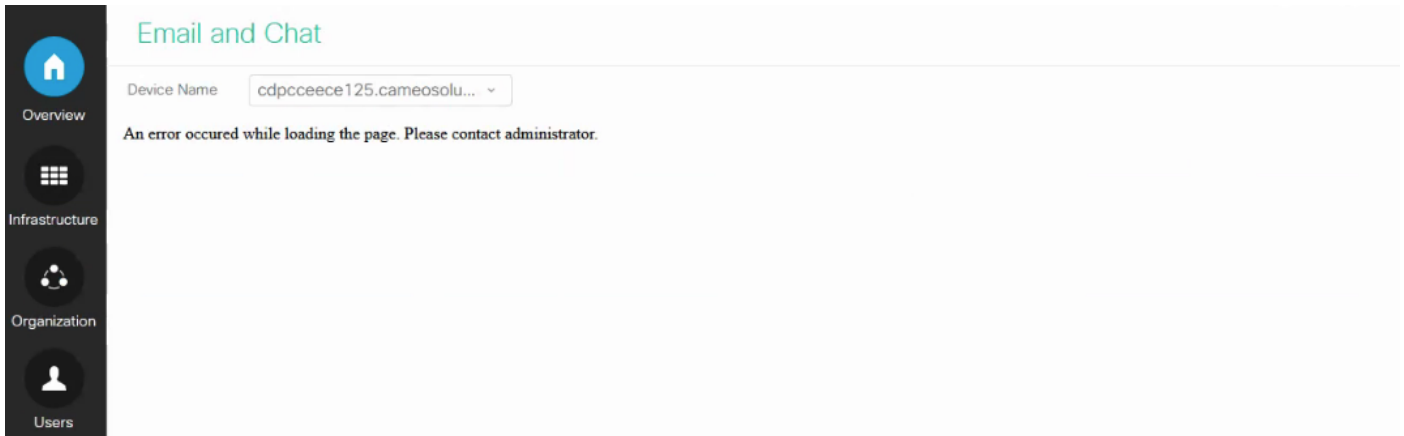 Email and Chat
Overview
Device Name cdpcceece125.cameosolu...
An error occured while loading the page. Please contact administrator.
Infrastructure
Organization
Users